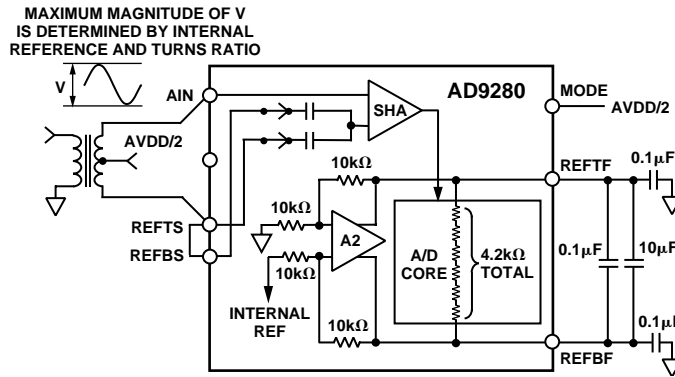 MAXIMUM MAGNITUDE OF V
IS DETERMINED BY INTERNAL
REFERENCE AND TURNS RATIO
V
AIN
AVDD/2
REFTS
REFBS
SHA
AD9280
MODE
AVDD/2
10kΩ
10kΩ
10kΩ
10kΩ
A2
INTERNAL
REF
A/D
CORE
4.2kΩ
TOTAL
REFTF
REFBF
0.1µF
0.1µF
10µF
0.1µF